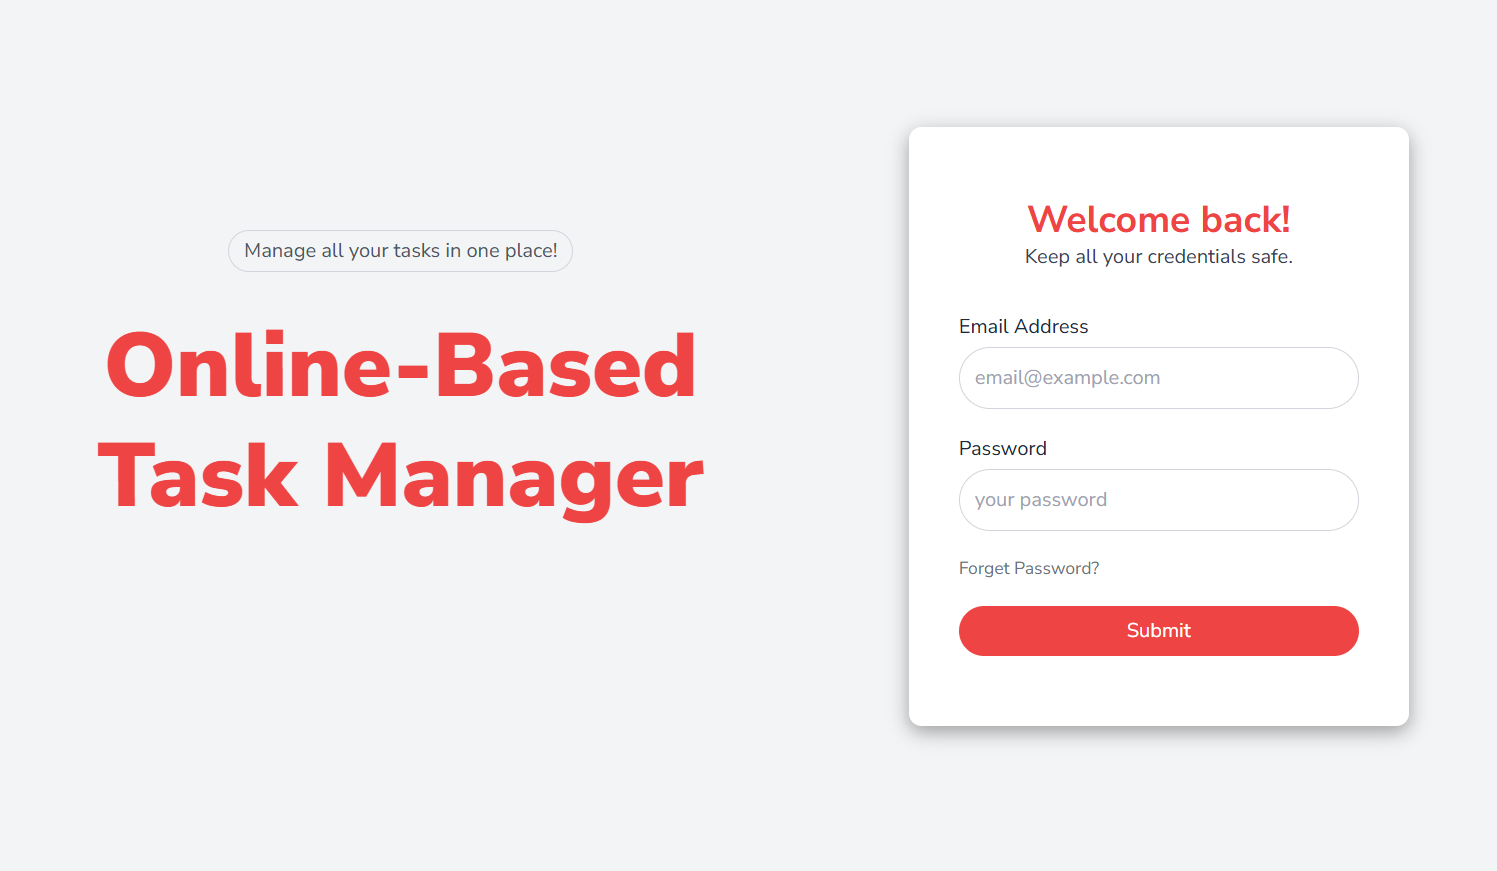 Manage all your tasks in one place!
Online-Based
Task Manager
Welcome back!
Keep all your credentials safe.
Email Address
email@example.com
Password
your password
Forget Password?
Submit